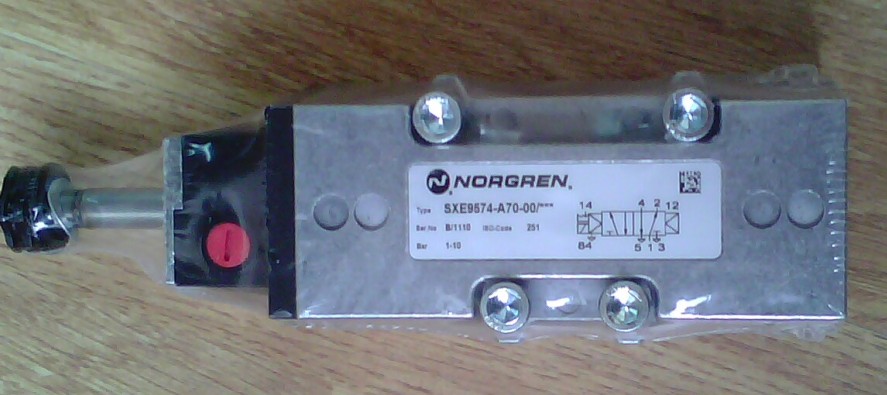 NORGREN
Type SXE9574-A70-00/***
Ser.No B/1110 ISO-Code 251
Bar 1-10
14 4 2 12
84 5 1 3